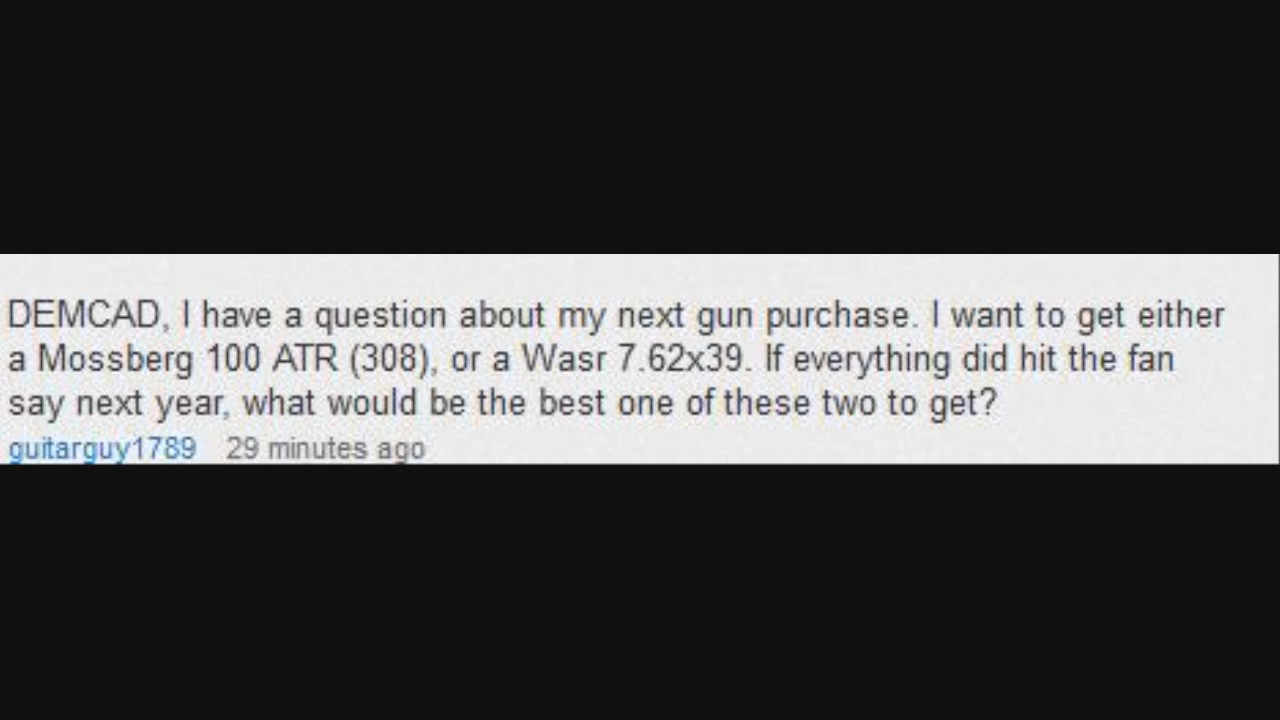 DEMCAD, I have a question about my next gun purchase. I want to get either
a Mossberg 100 ATR (308), or a Wasr 7.62x39. If everything did hit the fan
say next year, what would be the best one of these two to get?
guitarguy1789 29 minutes ago